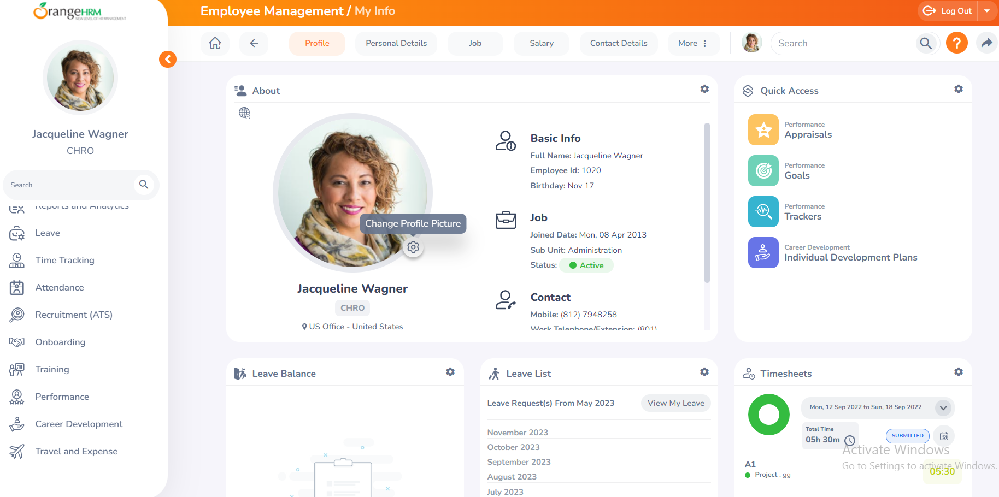 OrangeHRM
NEW LEVEL OF HR MANAGEMENT
Employee Management / My Info
Log Out
Profile
Personal Details
Job
Salary
Contact Details
More
Search
Jacqueline Wagner
CHRO
Search
Reports and Analytics
Leave
Time Tracking
Attendance
Recruitment (ATS)
Onboarding
Training
Performance
Career Development
Travel and Expense
About
Change Profile Picture
Jacqueline Wagner
CHRO
US Office - United States
Basic Info
Full Name: Jacqueline Wagner
Employee Id: 1020
Birthday: Nov 17
Job
Joined Date: Mon, 08 Apr 2013
Sub Unit: Administration
Status: Active
Contact
Mobile: (812) 7948258
Work Telephone/Extension: (801)
Quick Access
Performance
Appraisals
Performance
Goals
Performance
Trackers
Career Development
Individual Development Plans
Leave Balance
Leave List
Leave Request(s) From May 2023
View My Leave
November 2023
October 2023
September 2023
August 2023
July 2023
Timesheets
Mon, 12 Sep 2022 to Sun, 18 Sep 2022
Total Time
05h 30m
SUBMITTED
A1
Project : gg
05:30
Activate Windows
Go to Settings to activate Windows.